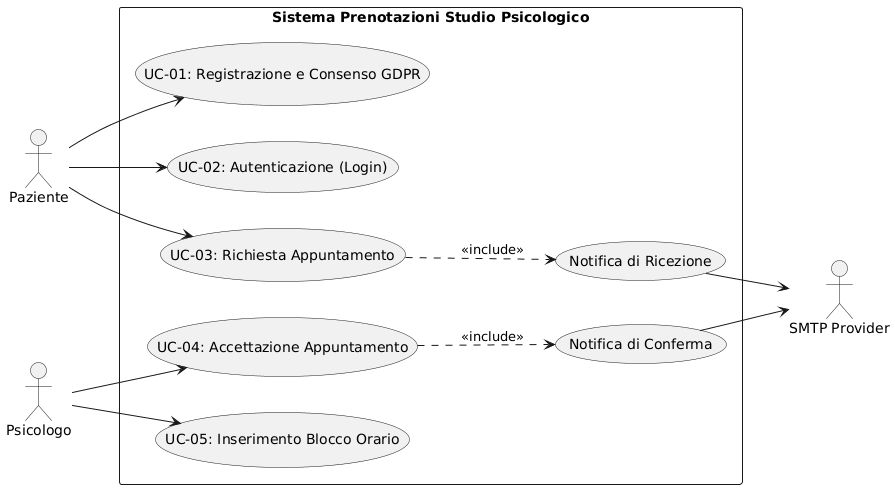 Sistema Prenotazioni Studio Psicologico
UC-01: Registrazione e Consenso GDPR
UC-02: Autenticazione (Login)
Paziente
UC-03: Richiesta Appuntamento
«include»
Notifica di Ricezione
SMTP Provider
UC-04: Accettazione Appuntamento
«include»
Notifica di Conferma
Psicologo
UC-05: Inserimento Blocco Orario